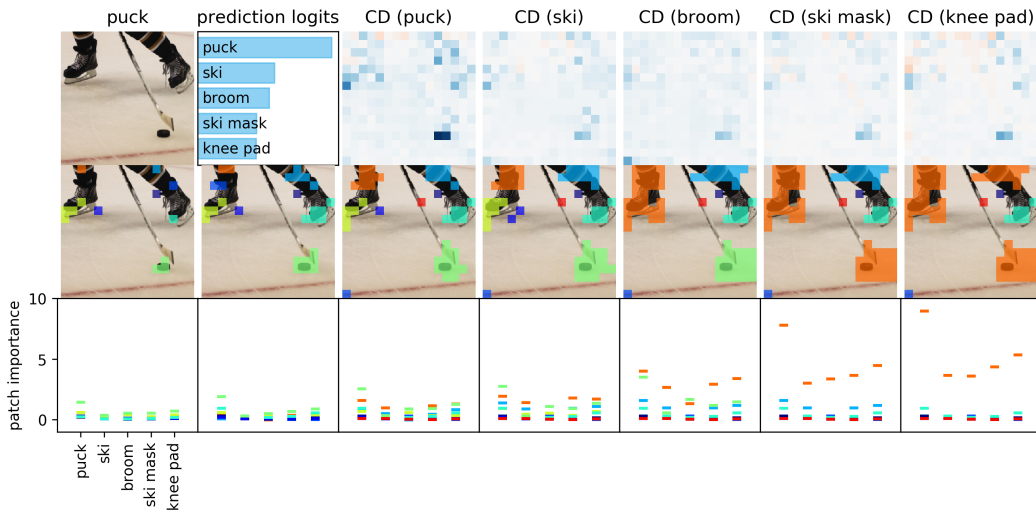 puck
prediction logits
CD (puck)
CD (ski)
CD (broom)
CD (ski mask)
CD (knee pad)
puck
ski
broom
ski mask
knee pad
10
5
0
patch importance
puck
ski
broom
ski mask
knee pad